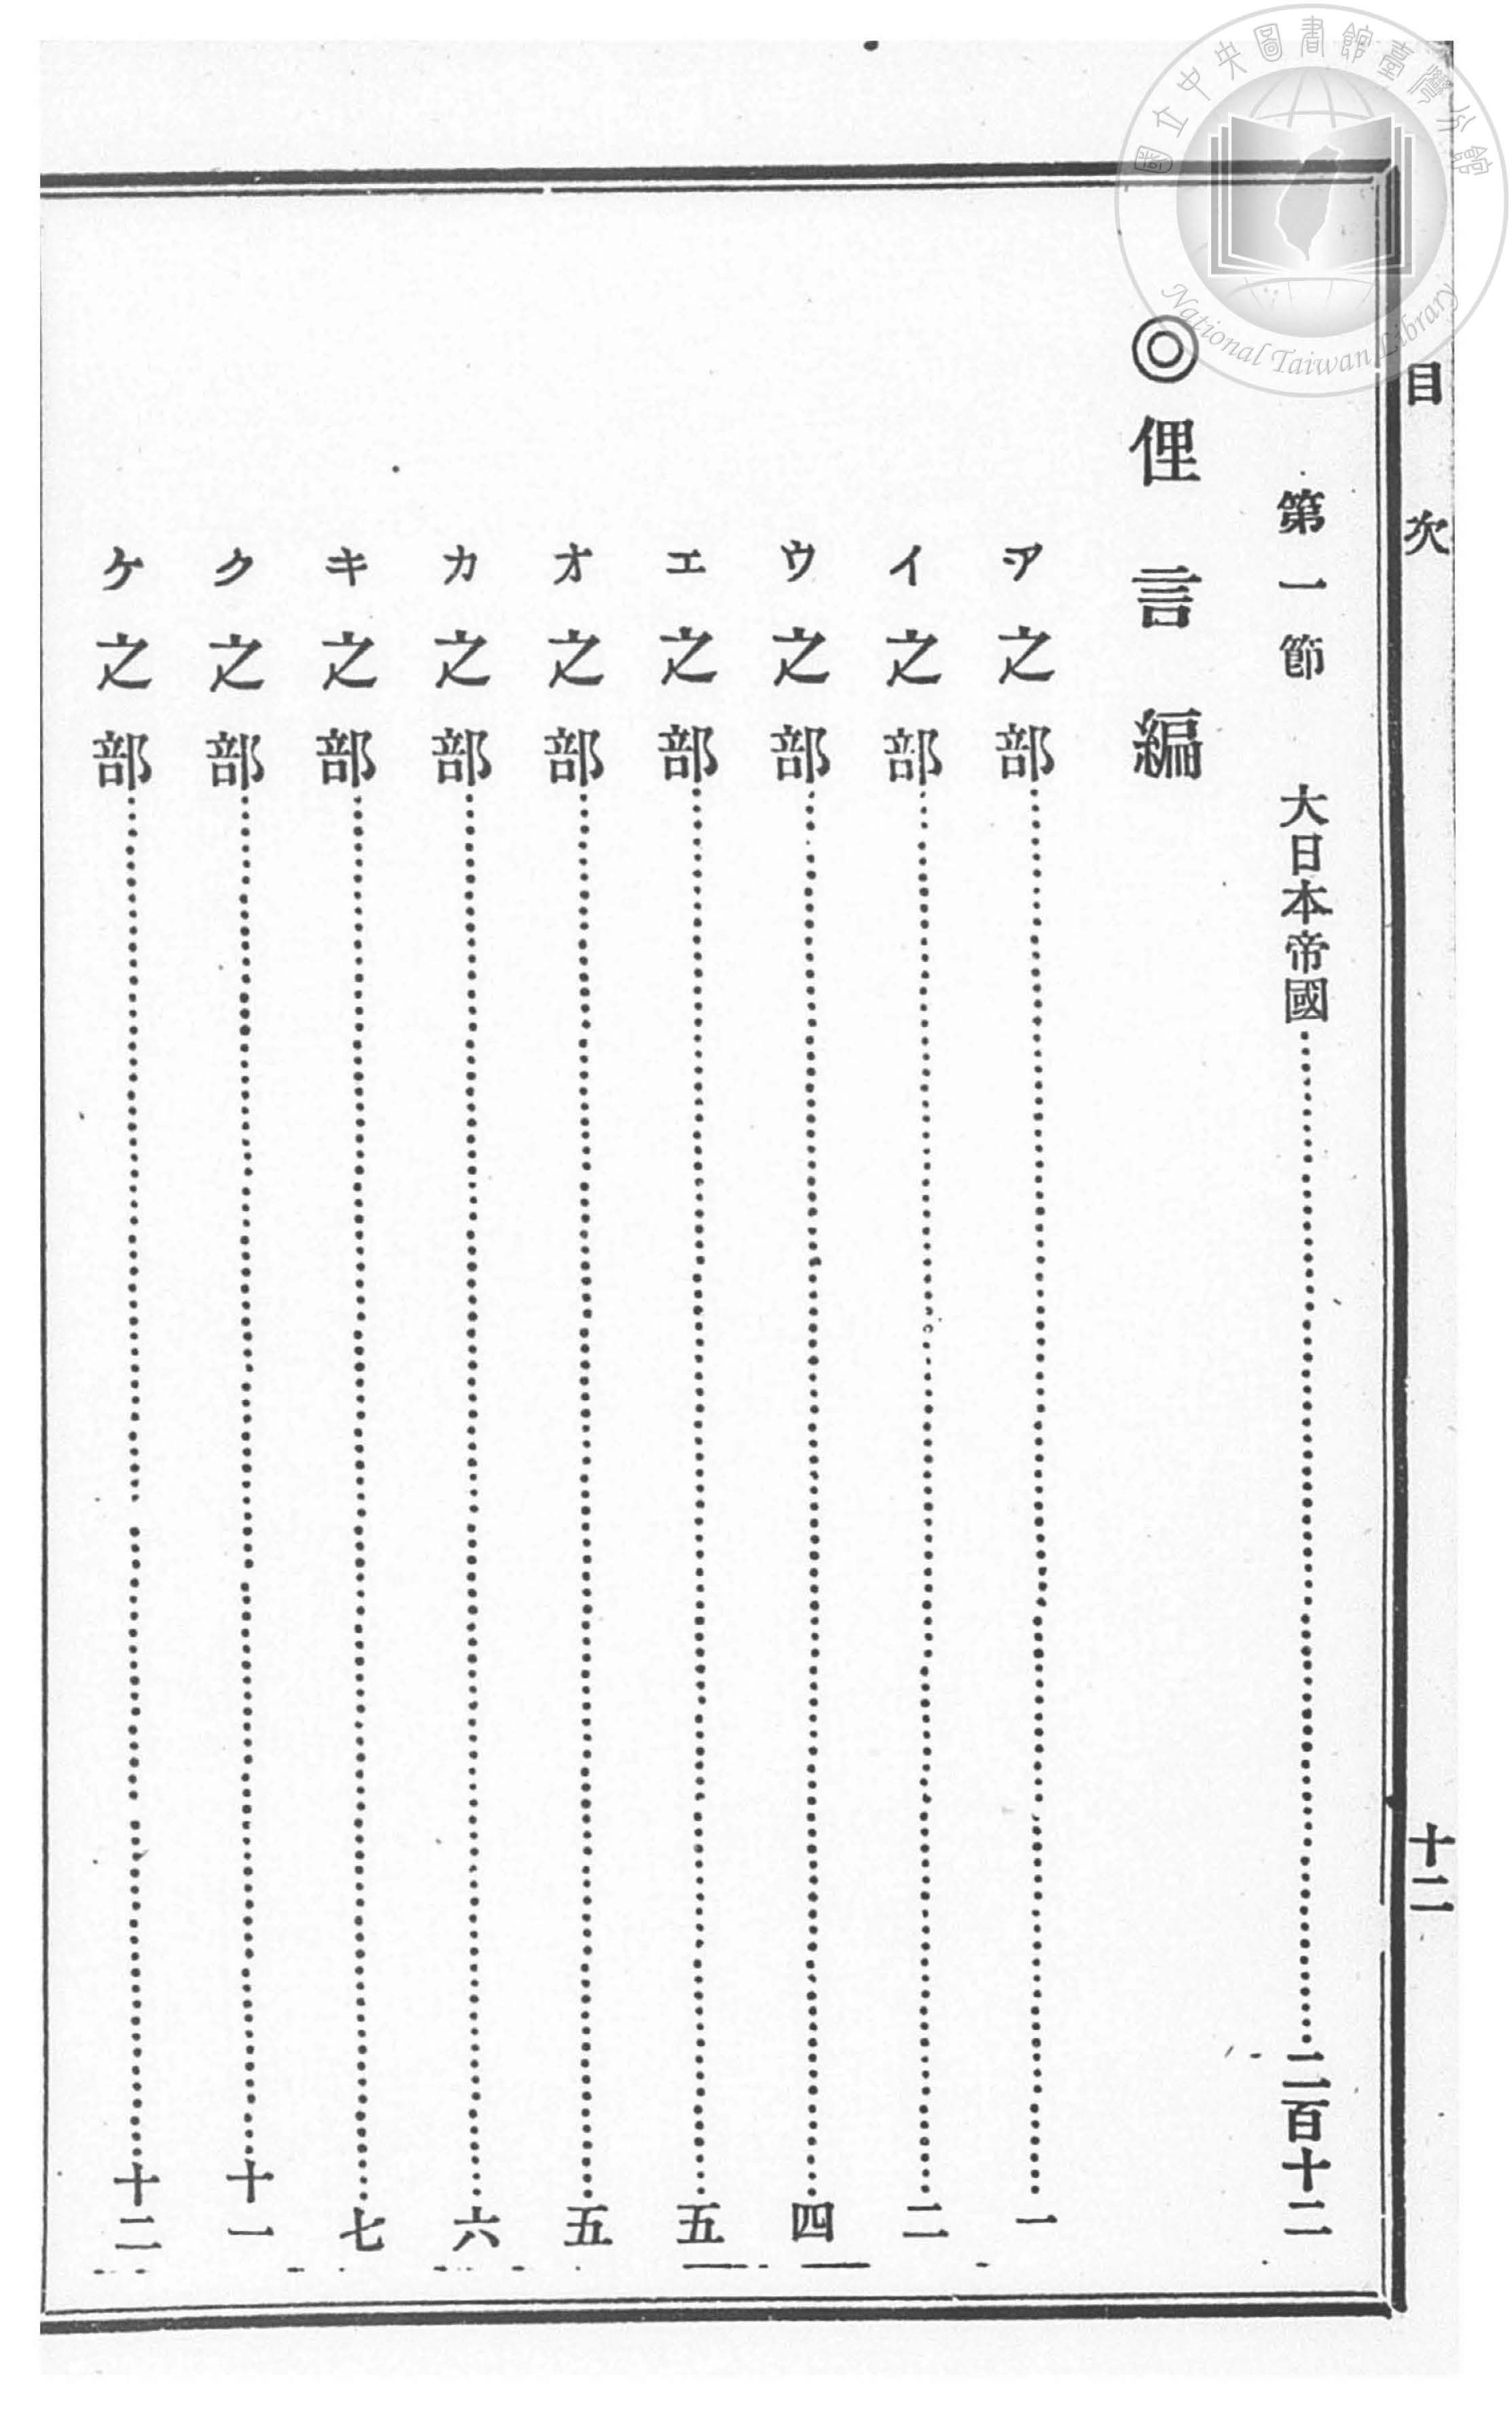 目次
十二
第一節 大日本帝國……二百十二
◎俚言編
ア之部……一
イ之部……二
ウ之部……四
エ之部……五
オ之部……五
カ之部……六
キ之部……七
ク之部……十一
ケ之部……十二
國立中央圖書館臺灣分館
National Taiwan Library